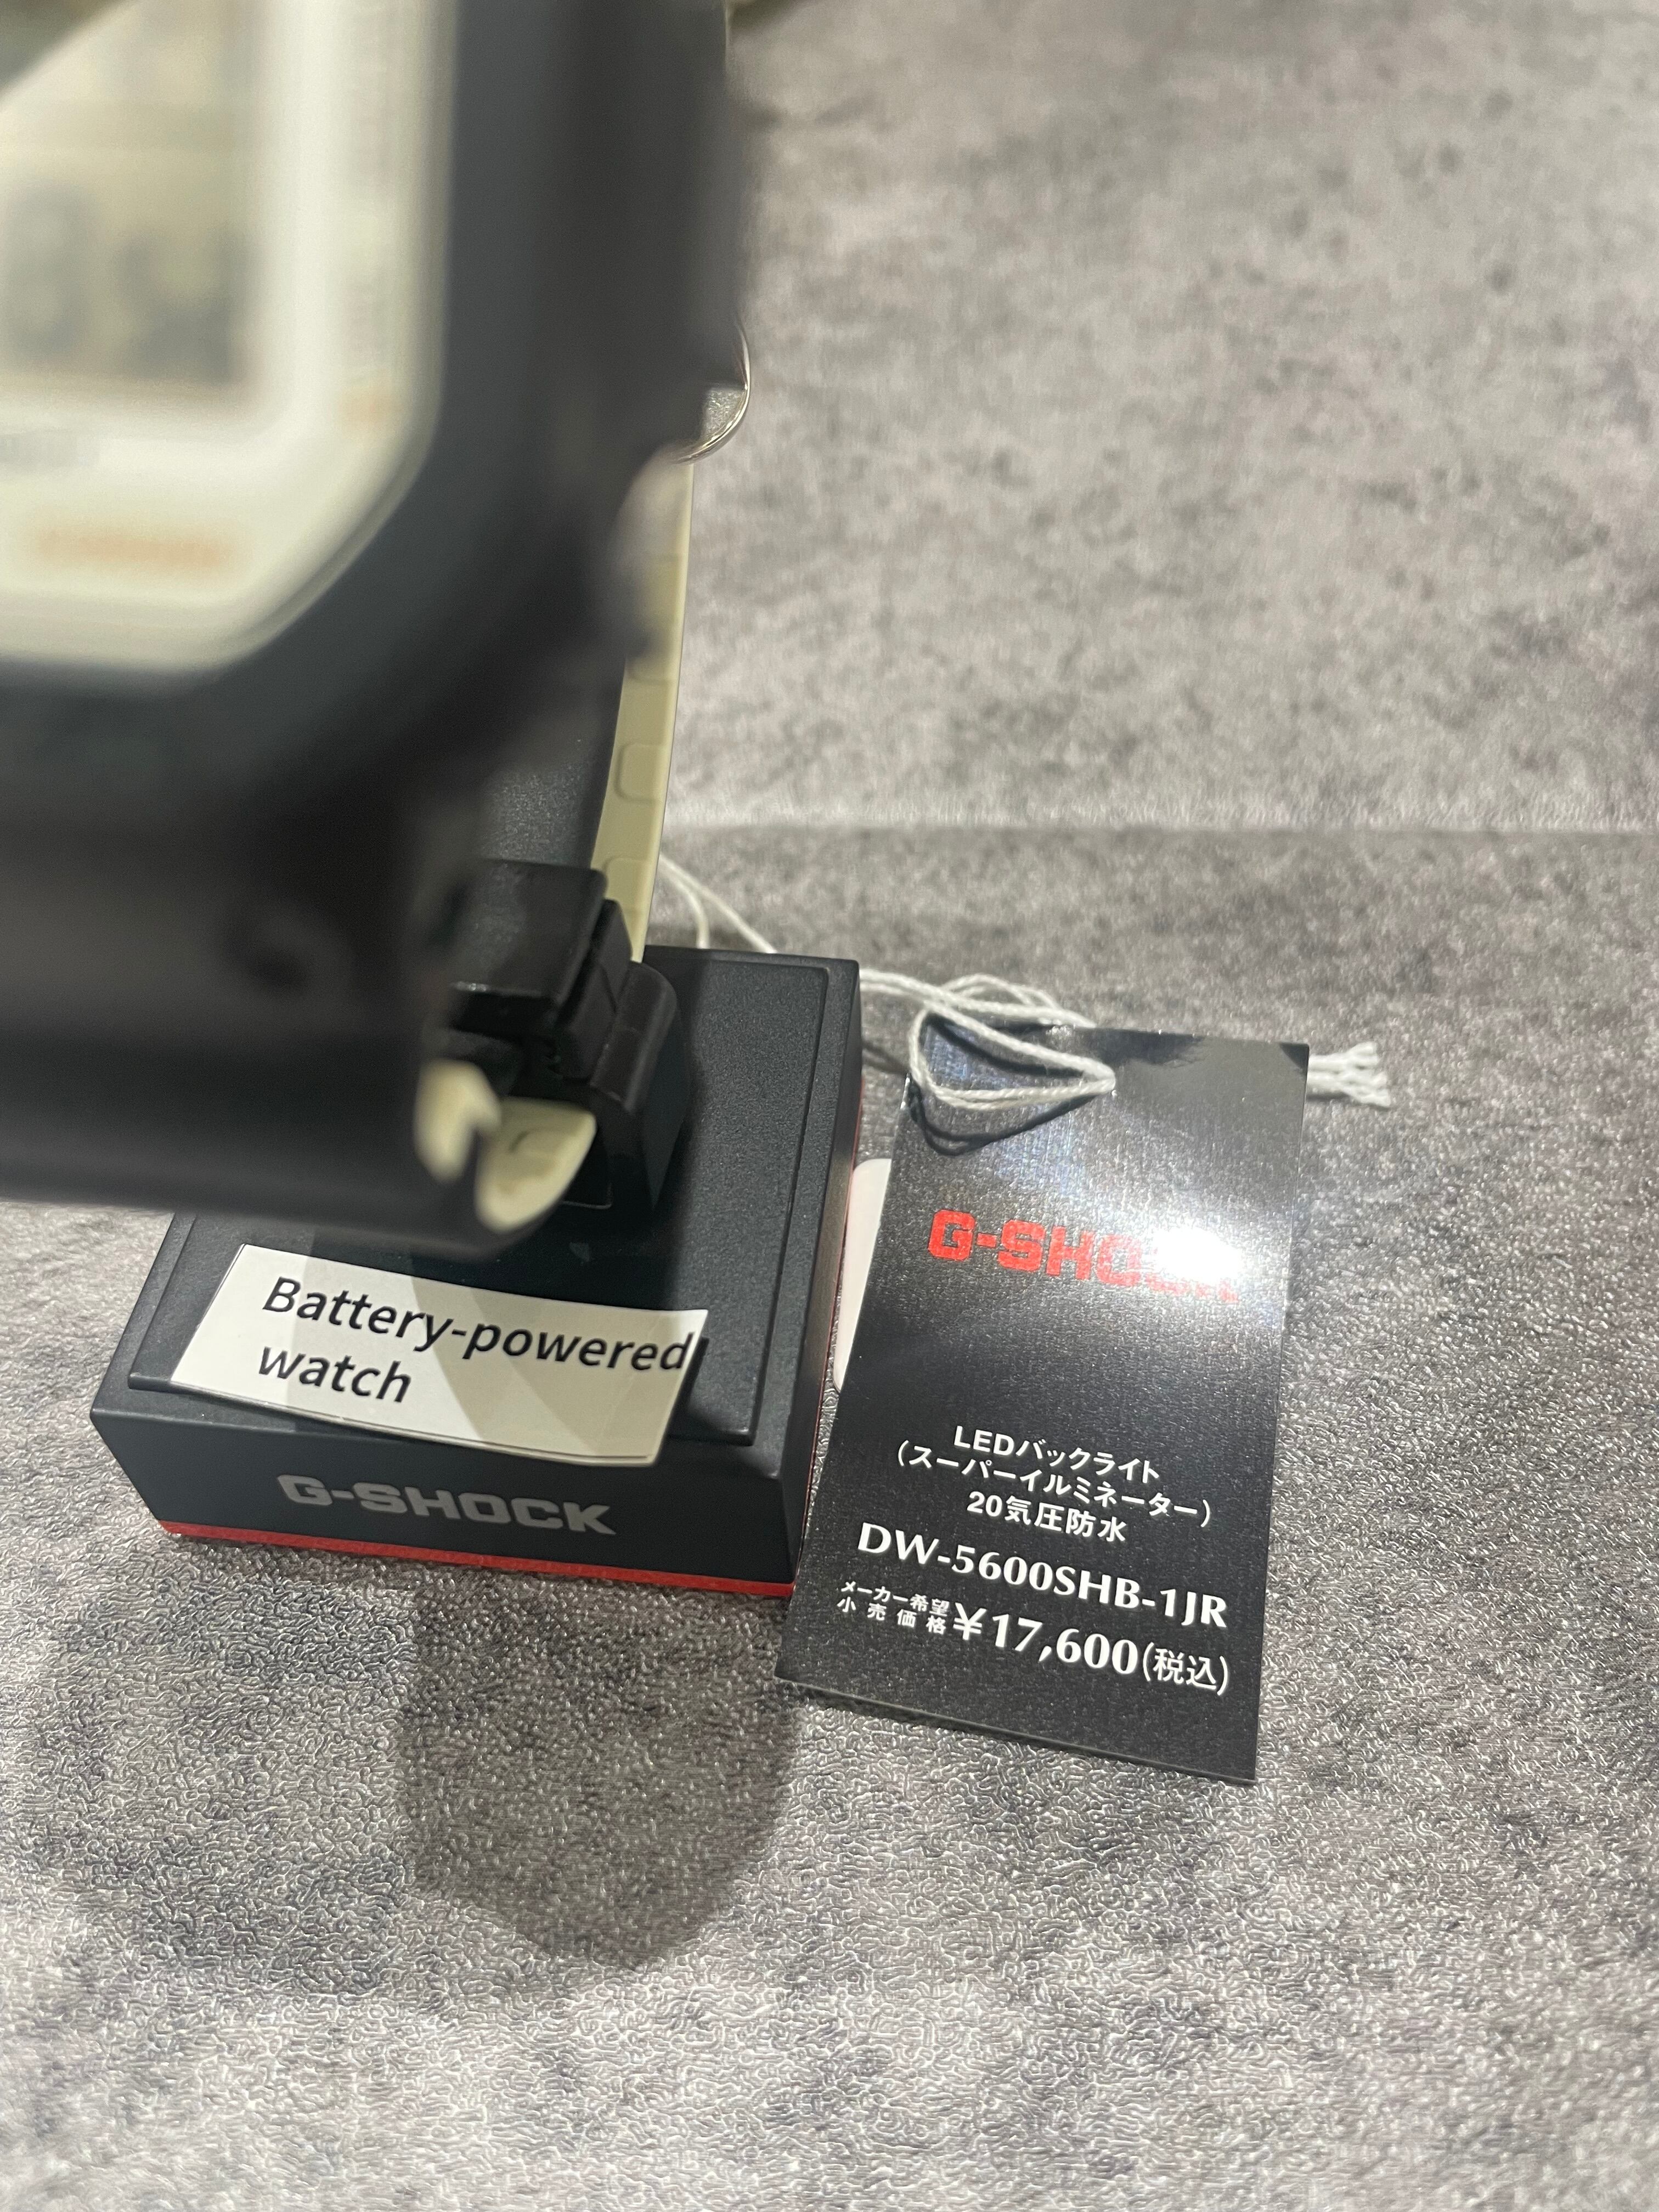 Battery-powered
watch
G-SHOCK
G-SHOCK
LEDバックライト
(スーパーイルミネーター)
20気圧防水
DW-5600SHB-1JR
メーカー希望
小売価格 ¥17,600(税込)